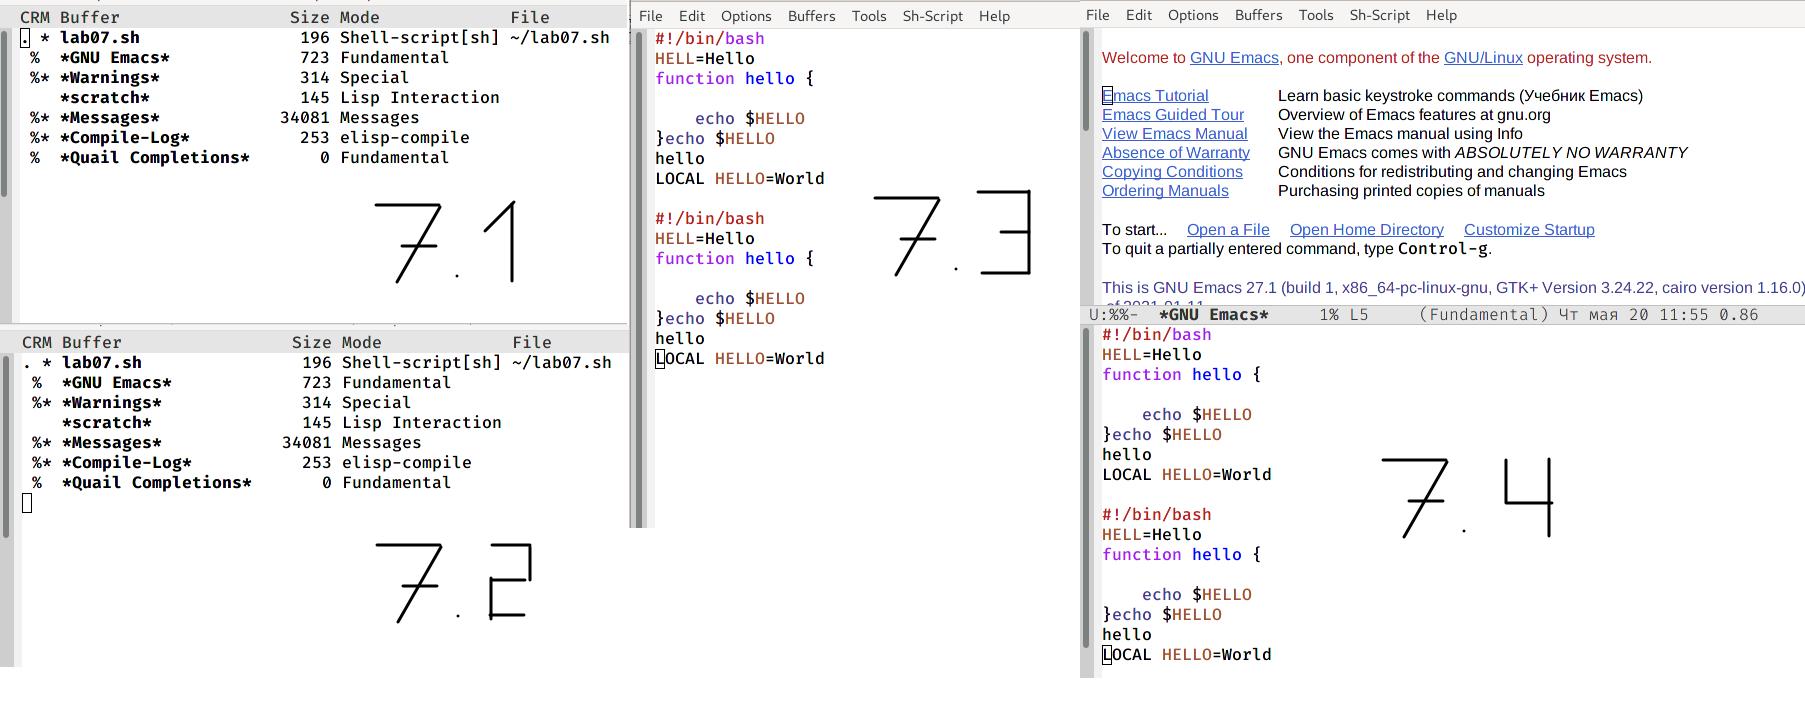 CRM Buffer Size Mode File
. * lab07.sh 196 Shell-script[sh] ~/lab07.sh
% *GNU Emacs* 723 Fundamental
%* *Warnings* 314 Special
*scratch* 145 Lisp Interaction
%* *Messages* 34081 Messages
%* *Compile-Log* 253 elisp-compile
% *Quail Completions* 0 Fundamental
7.1
CRM Buffer Size Mode File
. * lab07.sh 196 Shell-script[sh] ~/lab07.sh
% *GNU Emacs* 723 Fundamental
%* *Warnings* 314 Special
*scratch* 145 Lisp Interaction
%* *Messages* 34081 Messages
%* *Compile-Log* 253 elisp-compile
% *Quail Completions* 0 Fundamental
7.2
File Edit Options Buffers Tools Sh-Script Help
#!/bin/bash
HELL=Hello
function hello {
echo $HELLO
}echo $HELLO
hello
LOCAL HELLO=World
7.3
#!/bin/bash
HELL=Hello
function hello {
echo $HELLO
}echo $HELLO
hello
LOCAL HELLO=World
File Edit Options Buffers Tools Sh-Script Help
Welcome to GNU Emacs, one component of the GNU/Linux operating system.
Emacs Tutorial Learn basic keystroke commands (Учебник Emacs)
Emacs Guided Tour Overview of Emacs features at gnu.org
View Emacs Manual View the Emacs manual using Info
Absence of Warranty GNU Emacs comes with ABSOLUTELY NO WARRANTY
Copying Conditions Conditions for redistributing and changing Emacs
Ordering Manuals Purchasing printed copies of manuals
To start... Open a File Open Home Directory Customize Startup
To quit a partially entered command, type Control-g.
This is GNU Emacs 27.1 (build 1, x86_64-pc-linux-gnu, GTK+ Version 3.24.22, cairo version 1.16.0)
of 2021-01-11
U:%%- *GNU Emacs* 1% L5 (Fundamental) Чт мая 20 11:55 0.86
#!/bin/bash
HELL=Hello
function hello {
echo $HELLO
}echo $HELLO
hello
LOCAL HELLO=World
7.4
#!/bin/bash
HELL=Hello
function hello {
echo $HELLO
}echo $HELLO
hello
LOCAL HELLO=World